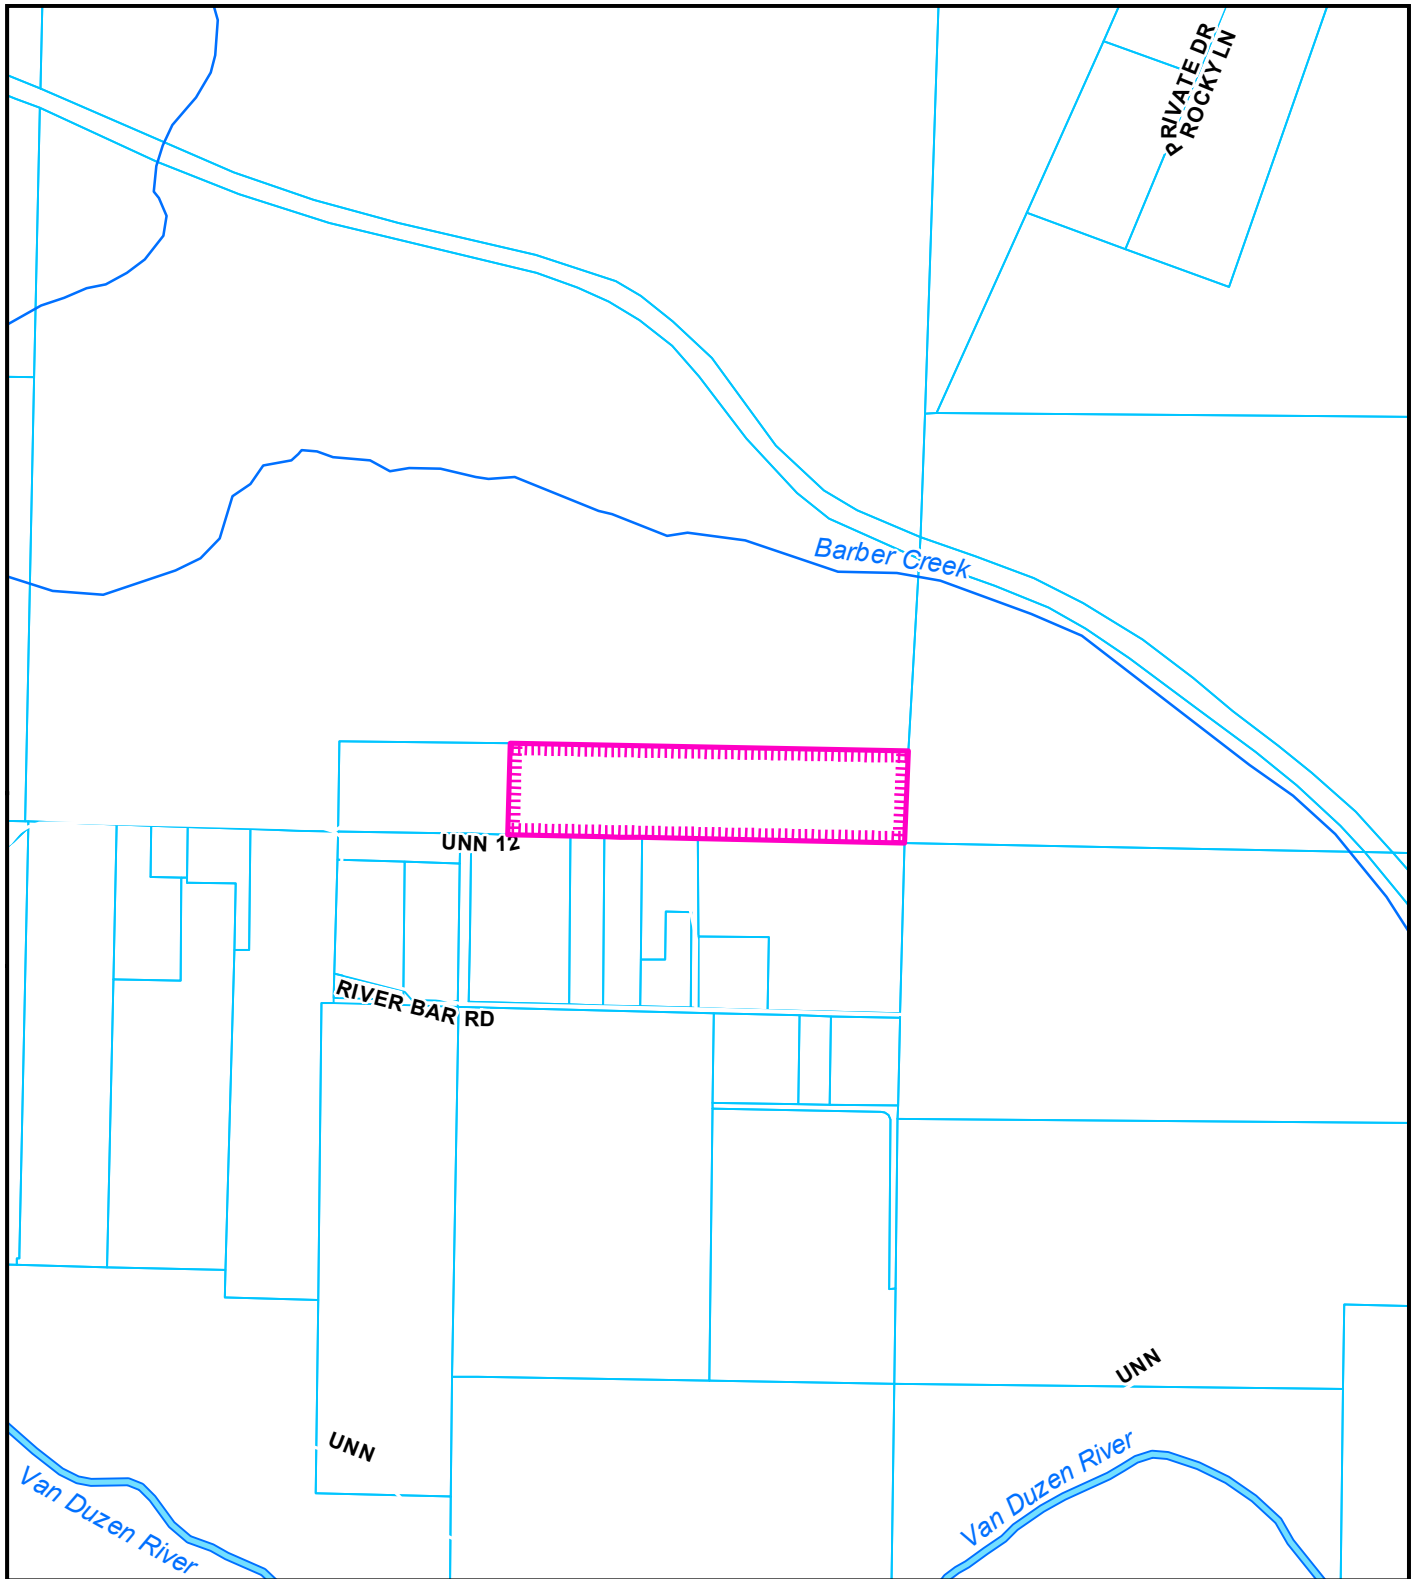 PRIVATE DR
ROCKY LN
Barber Creek
UNN 12
RIVER BAR RD
UNN
UNN
Van Duzen River
Van Duzen River